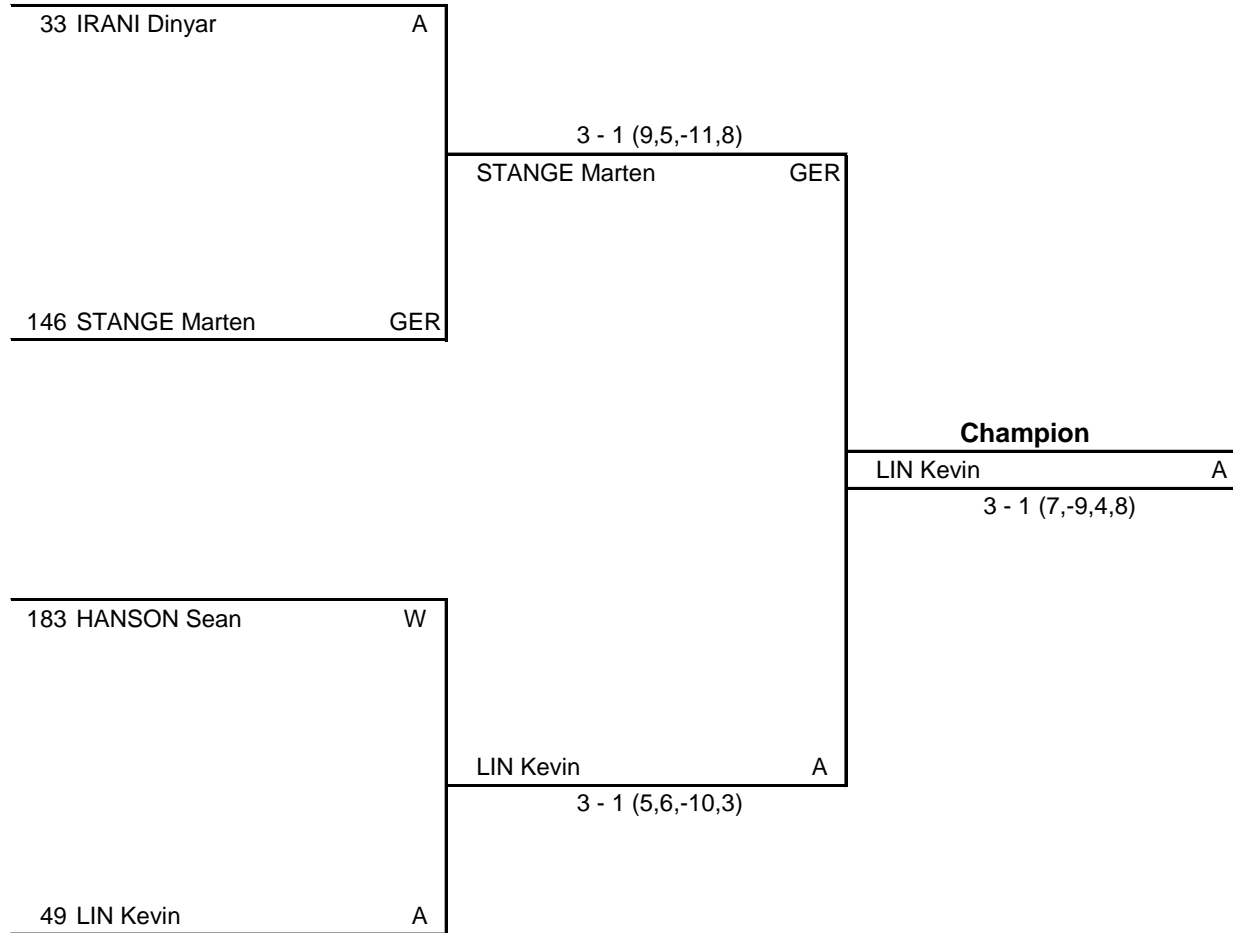 33 IRANI Dinyar A
3 - 1 (9,5,-11,8)
STANGE Marten GER
146 STANGE Marten GER
Champion
LIN Kevin A
3 - 1 (7,-9,4,8)
183 HANSON Sean W
LIN Kevin A
3 - 1 (5,6,-10,3)
49 LIN Kevin A